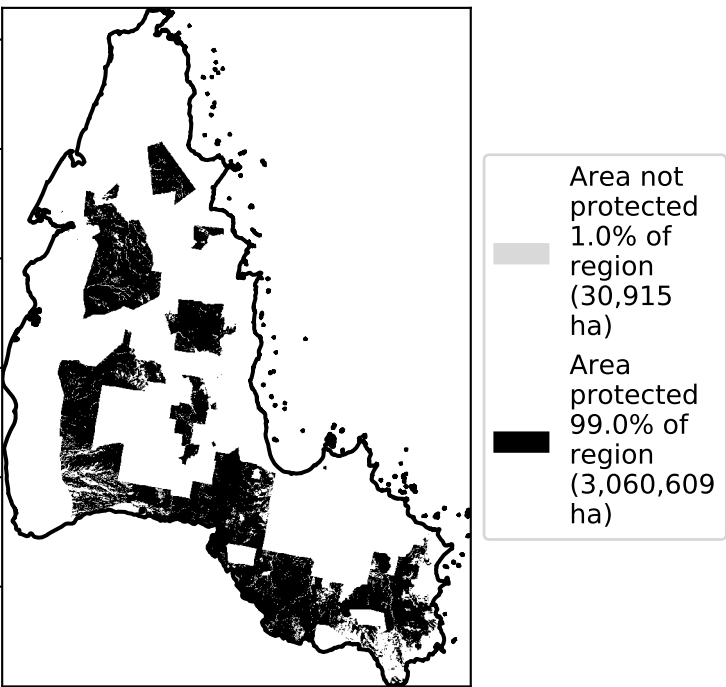 Area not
protected
1.0% of
region
(30,915
ha)
Area
protected
99.0% of
region
(3,060,609
ha)